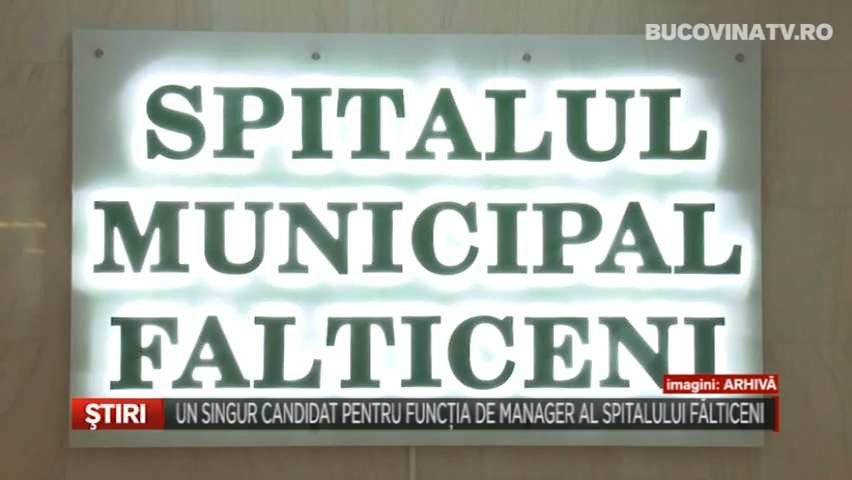 BUCOVINATV.RO
SPITALUL
MUNICIPAL
FALTICENI
imagini: ARHIVĂ
ŞTIRI
UN SINGUR CANDIDAT PENTRU FUNCȚIA DE MANAGER AL SPITALULUI FĂLTICENI